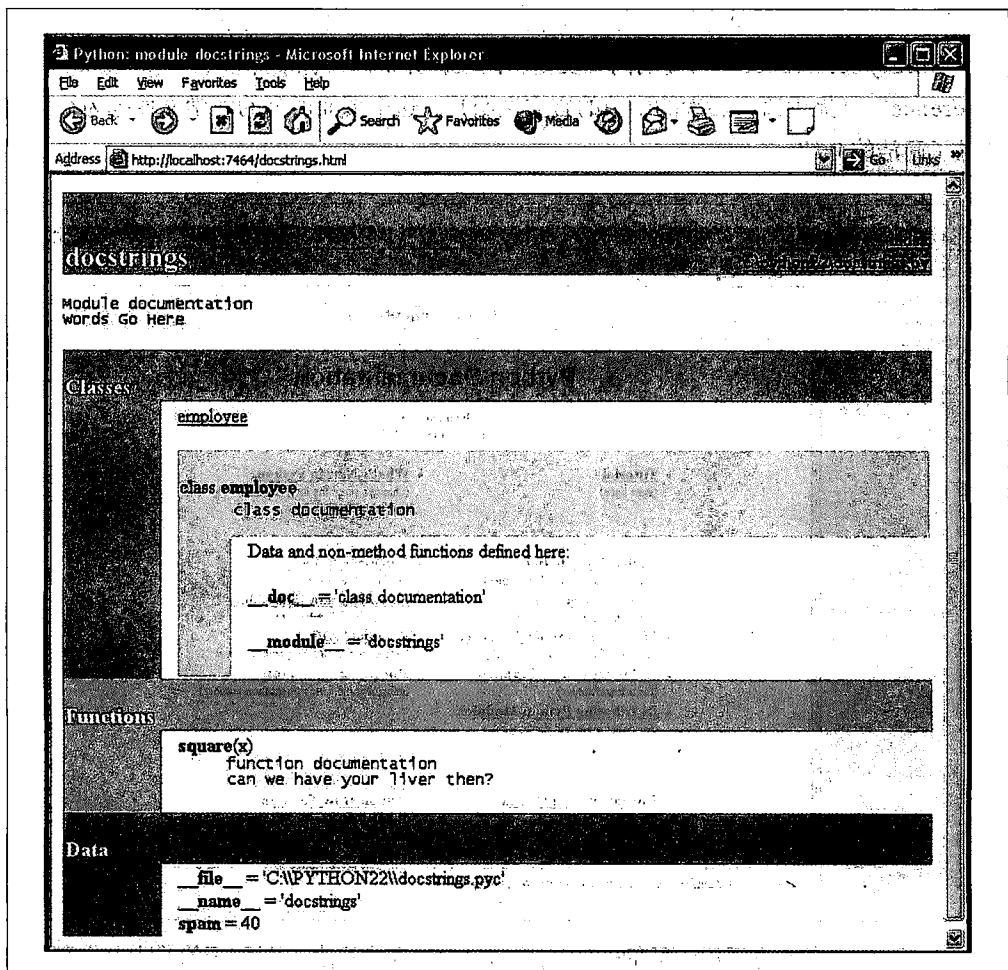 Python: module docstrings - Microsoft Internet Explorer
File Edit View Favorites Tools Help
Back Search Favorites Media
Address http://localhost:7464/docstrings.html Go Links »
docstrings
Module documentation
Words Go Here
Classes
employee
class employee
class documentation
Data and non-method functions defined here:
__doc__ = 'class documentation'
__module__ = 'docstrings'
Functions
square(x)
function documentation
can we have your liver then?
Data
__file__ = 'C:\\PYTHON22\\docstrings.pyc'
__name__ = 'docstrings'
spam = 40